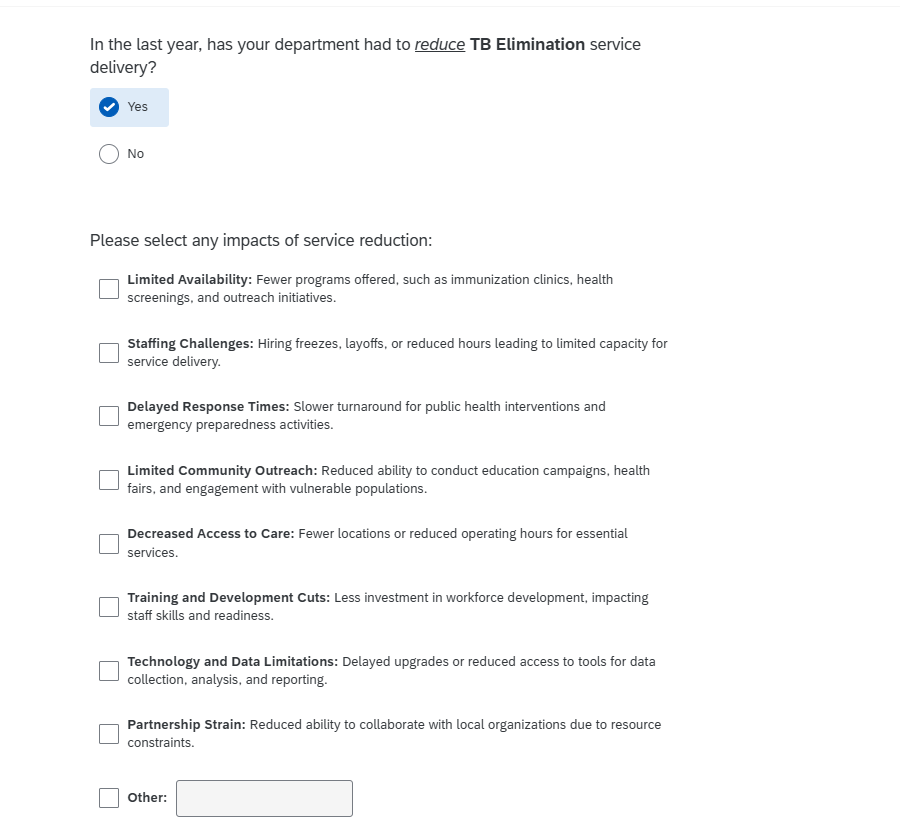 In the last year, has your department had to reduce TB Elimination service
delivery?
Yes
No
Please select any impacts of service reduction:
Limited Availability: Fewer programs offered, such as immunization clinics, health
screenings, and outreach initiatives.
Staffing Challenges: Hiring freezes, layoffs, or reduced hours leading to limited capacity for
service delivery.
Delayed Response Times: Slower turnaround for public health interventions and
emergency preparedness activities.
Limited Community Outreach: Reduced ability to conduct education campaigns, health
fairs, and engagement with vulnerable populations.
Decreased Access to Care: Fewer locations or reduced operating hours for essential
services.
Training and Development Cuts: Less investment in workforce development, impacting
staff skills and readiness.
Technology and Data Limitations: Delayed upgrades or reduced access to tools for data
collection, analysis, and reporting.
Partnership Strain: Reduced ability to collaborate with local organizations due to resource
constraints.
Other: